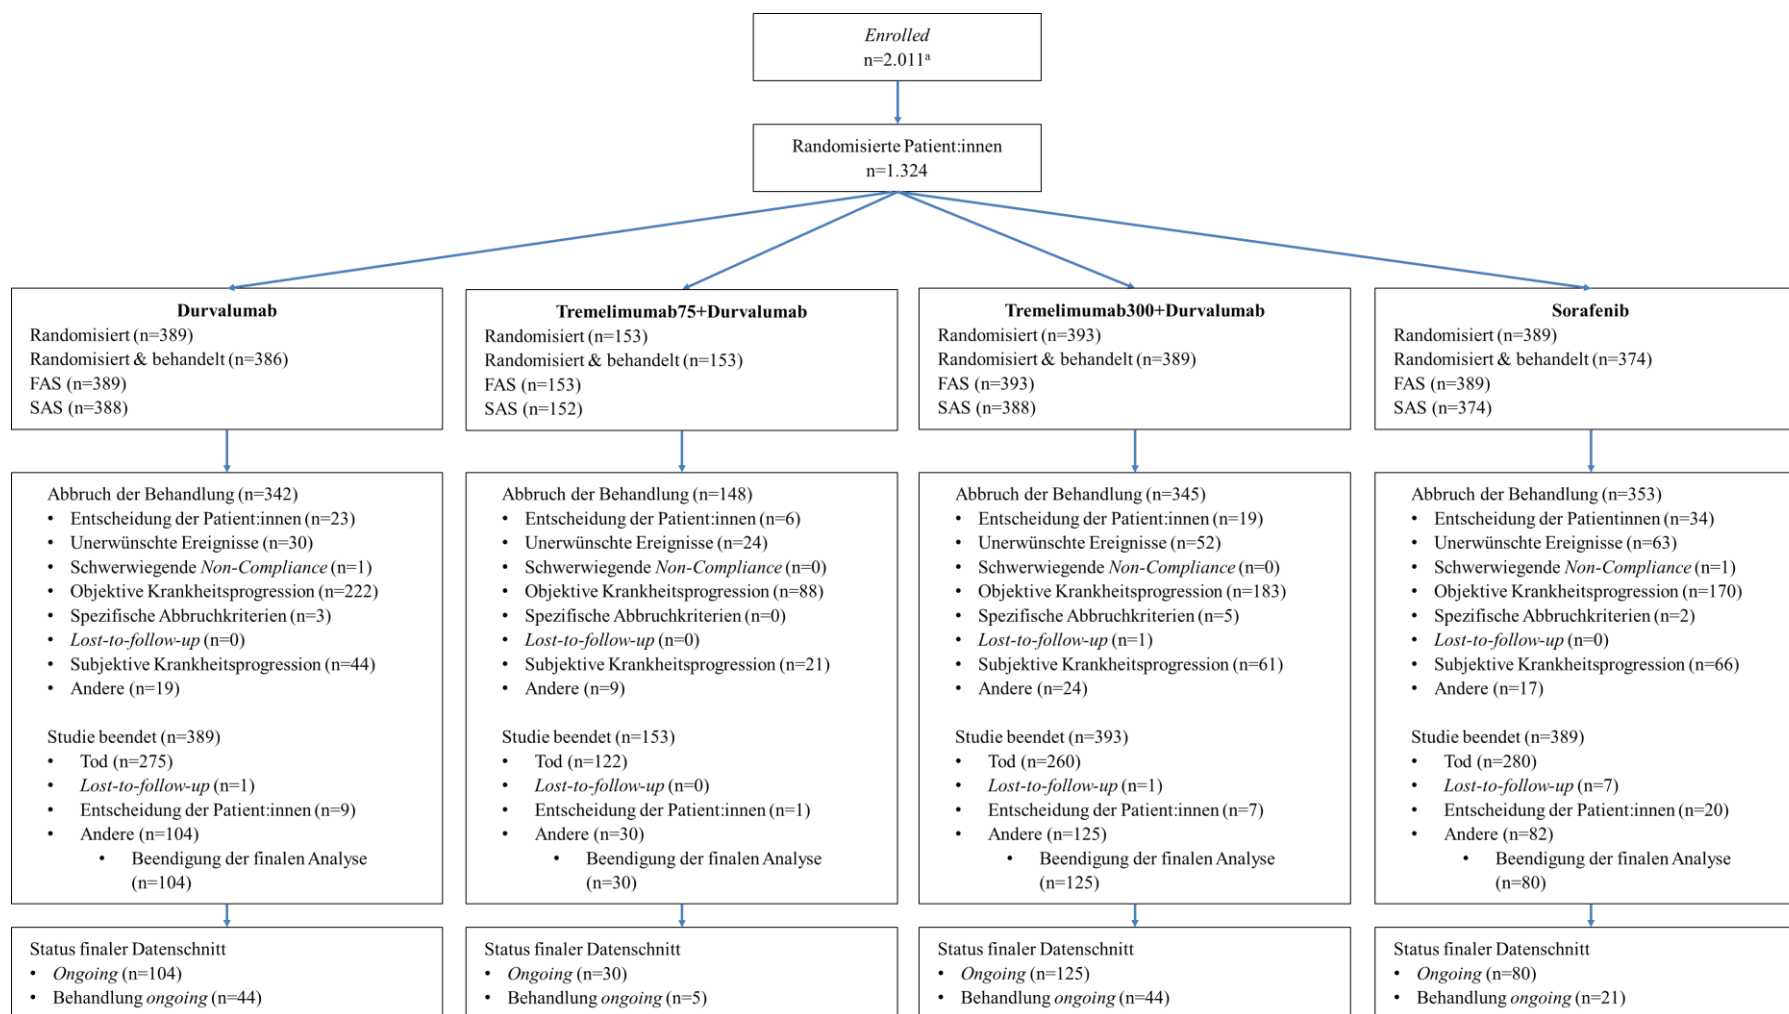 Enrolled
n=2.011ᵃ
Randomisierte Patient:innen
n=1.324
Durvalumab
Randomisiert (n=389)
Randomisiert & behandelt (n=386)
FAS (n=389)
SAS (n=388)
Tremelimumab75+Durvalumab
Randomisiert (n=153)
Randomisiert & behandelt (n=153)
FAS (n=153)
SAS (n=152)
Tremelimumab300+Durvalumab
Randomisiert (n=393)
Randomisiert & behandelt (n=389)
FAS (n=393)
SAS (n=388)
Sorafenib
Randomisiert (n=389)
Randomisiert & behandelt (n=374)
FAS (n=389)
SAS (n=374)
Abbruch der Behandlung (n=342)
• Entscheidung der Patient:innen (n=23)
• Unerwünschte Ereignisse (n=30)
• Schwerwiegende Non-Compliance (n=1)
• Objektive Krankheitsprogression (n=222)
• Spezifische Abbruchkriterien (n=3)
• Lost-to-follow-up (n=0)
• Subjektive Krankheitsprogression (n=44)
• Andere (n=19)
Studie beendet (n=389)
• Tod (n=275)
• Lost-to-follow-up (n=1)
• Entscheidung der Patient:innen (n=9)
• Andere (n=104)
• Beendigung der finalen Analyse
(n=104)
Abbruch der Behandlung (n=148)
• Entscheidung der Patient:innen (n=6)
• Unerwünschte Ereignisse (n=24)
• Schwerwiegende Non-Compliance (n=0)
• Objektive Krankheitsprogression (n=88)
• Spezifische Abbruchkriterien (n=0)
• Lost-to-follow-up (n=0)
• Subjektive Krankheitsprogression (n=21)
• Andere (n=9)
Studie beendet (n=153)
• Tod (n=122)
• Lost-to-follow-up (n=0)
• Entscheidung der Patient:innen (n=1)
• Andere (n=30)
• Beendigung der finalen Analyse
(n=30)
Abbruch der Behandlung (n=345)
• Entscheidung der Patient:innen (n=19)
• Unerwünschte Ereignisse (n=52)
• Schwerwiegende Non-Compliance (n=0)
• Objektive Krankheitsprogression (n=183)
• Spezifische Abbruchkriterien (n=5)
• Lost-to-follow-up (n=1)
• Subjektive Krankheitsprogression (n=61)
• Andere (n=24)
Studie beendet (n=393)
• Tod (n=260)
• Lost-to-follow-up (n=1)
• Entscheidung der Patient:innen (n=7)
• Andere (n=125)
• Beendigung der finalen Analyse
(n=125)
Abbruch der Behandlung (n=353)
• Entscheidung der Patientinnen (n=34)
• Unerwünschte Ereignisse (n=63)
• Schwerwiegende Non-Compliance (n=1)
• Objektive Krankheitsprogression (n=170)
• Spezifische Abbruchkriterien (n=2)
• Lost-to-follow-up (n=0)
• Subjektive Krankheitsprogression (n=66)
• Andere (n=17)
Studie beendet (n=389)
• Tod (n=280)
• Lost-to-follow-up (n=7)
• Entscheidung der Patient:innen (n=20)
• Andere (n=82)
• Beendigung der finalen Analyse
(n=80)
Status finaler Datenschnitt
• Ongoing (n=104)
• Behandlung ongoing (n=44)
Status finaler Datenschnitt
• Ongoing (n=30)
• Behandlung ongoing (n=5)
Status finaler Datenschnitt
• Ongoing (n=125)
• Behandlung ongoing (n=44)
Status finaler Datenschnitt
• Ongoing (n=80)
• Behandlung ongoing (n=21)